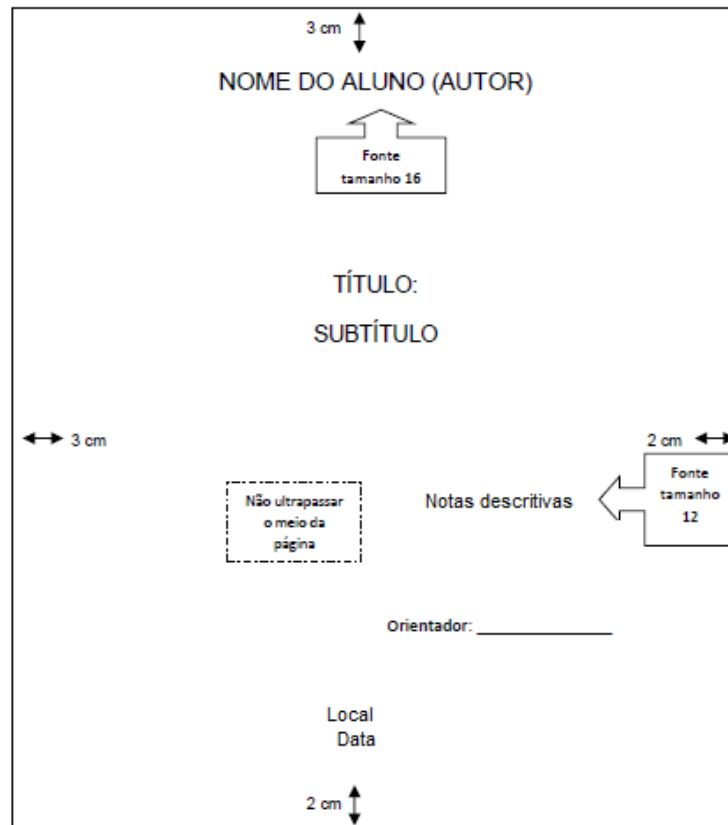 3 cm
NOME DO ALUNO (AUTOR)
Fonte
tamanho 16
TÍTULO:
SUBTÍTULO
3 cm
2 cm
Não ultrapassar
o meio da
página
Notas descritivas
Fonte
tamanho
12
Orientador: _______________
Local
Data
2 cm